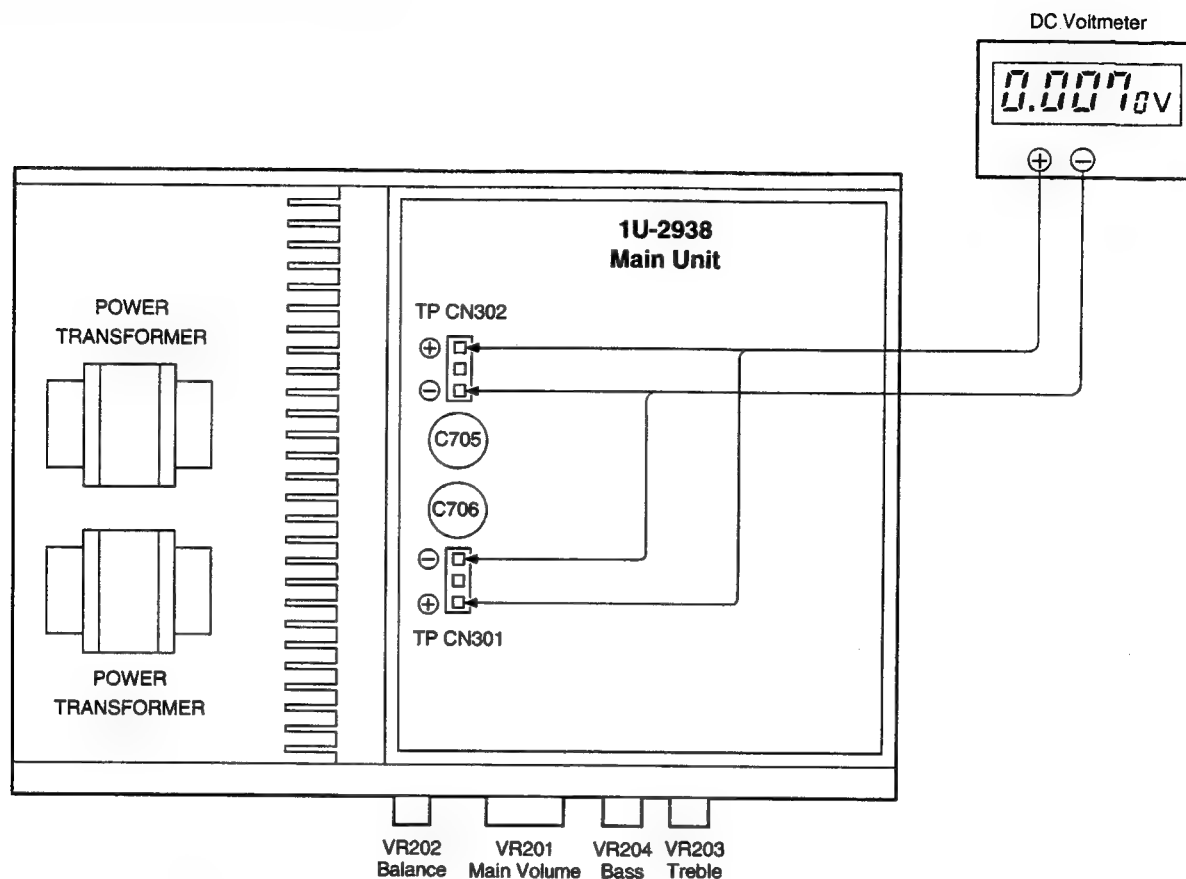 DC Voitmeter
0.0070V
⊕ ⊖
1U-2938
Main Unit
POWER
TRANSFORMER
TP CN302
⊕
⊖
C705
C706
⊖
⊕
TP CN301
POWER
TRANSFORMER
VR202
Balance
VR201
Main Volume
VR204
Bass
VR203
Treble